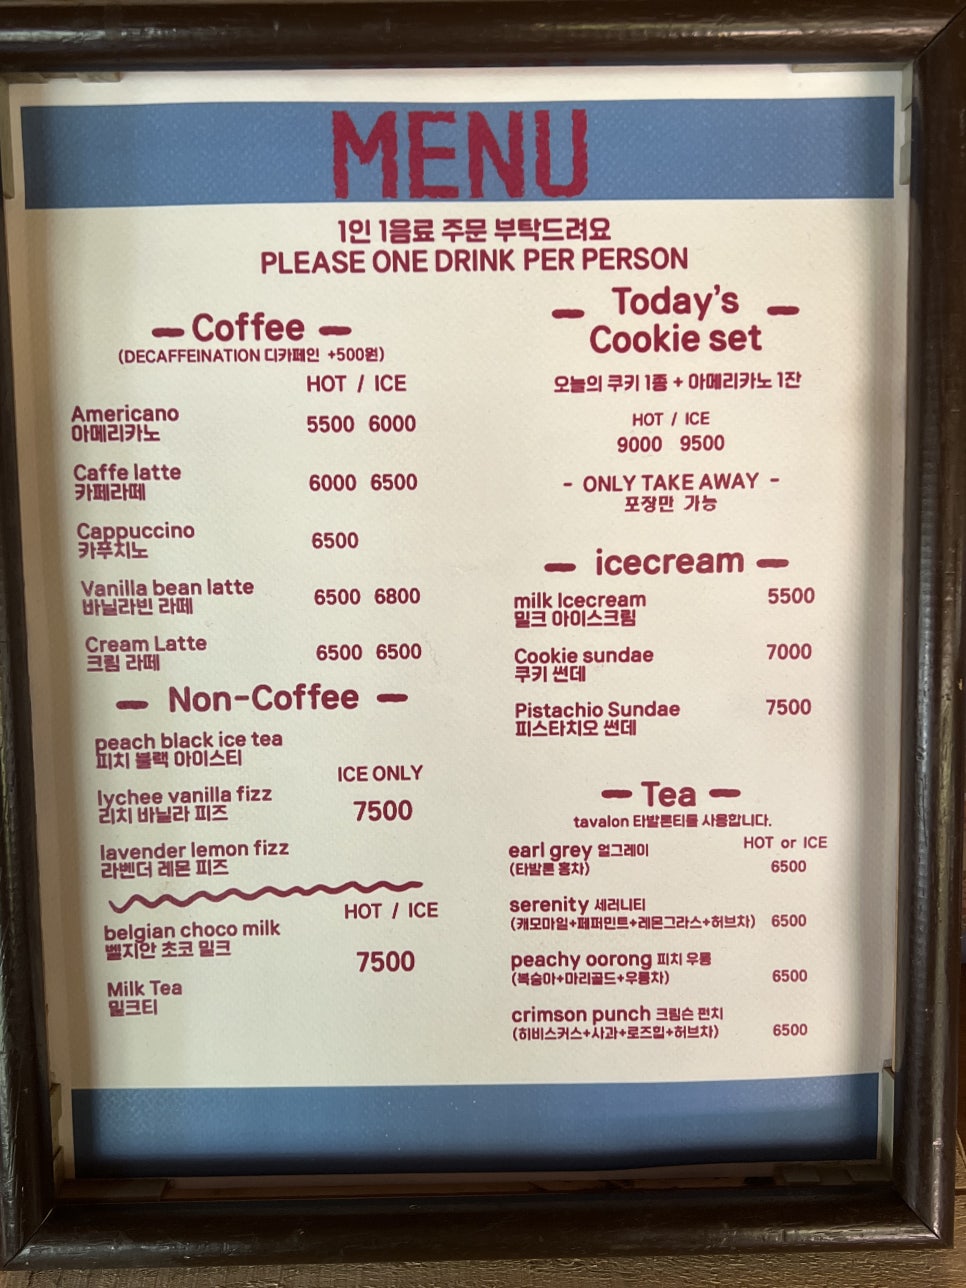 MENU
1인 1음료 주문 부탁드려요
PLEASE ONE DRINK PER PERSON
Coffee
(DECAFFEINATION 디카페인 +500원)
HOT / ICE
Americano
아메리카노
5500 6000
Caffe latte
카페라떼
6000 6500
Cappuccino
카푸치노
6500
Vanilla bean latte
바닐라빈 라떼
6500 6800
Cream Latte
크림 라떼
6500 6500
Non-Coffee
peach black ice tea
피치 블랙 아이스티
ICE ONLY
lychee vanilla fizz
리치 바닐라 피즈
7500
lavender lemon fizz
라벤더 레몬 피즈
HOT / ICE
belgian choco milk
벨지안 초코 밀크
7500
Milk Tea
밀크티
Today's
Cookie set
오늘의 쿠키 1종 + 아메리카노 1잔
HOT / ICE
9000 9500
- ONLY TAKE AWAY -
포장만 가능
icecream
milk Icecream
밀크 아이스크림
5500
Cookie sundae
쿠키 썬데
7000
Pistachio Sundae
피스타치오 썬데
7500
Tea
tavalon 타발론티를 사용합니다.
HOT or ICE
earl grey 얼그레이
(타발론 홍차)
6500
serenity 세러니티
(캐모마일+페퍼민트+레몬그라스+허브차) 6500
peachy oorong 피치 우롱
(복숭아+마리골드+우롱차)
6500
crimson punch 크림슨 펀치
(히비스커스+사과+로즈힙+허브차)
6500